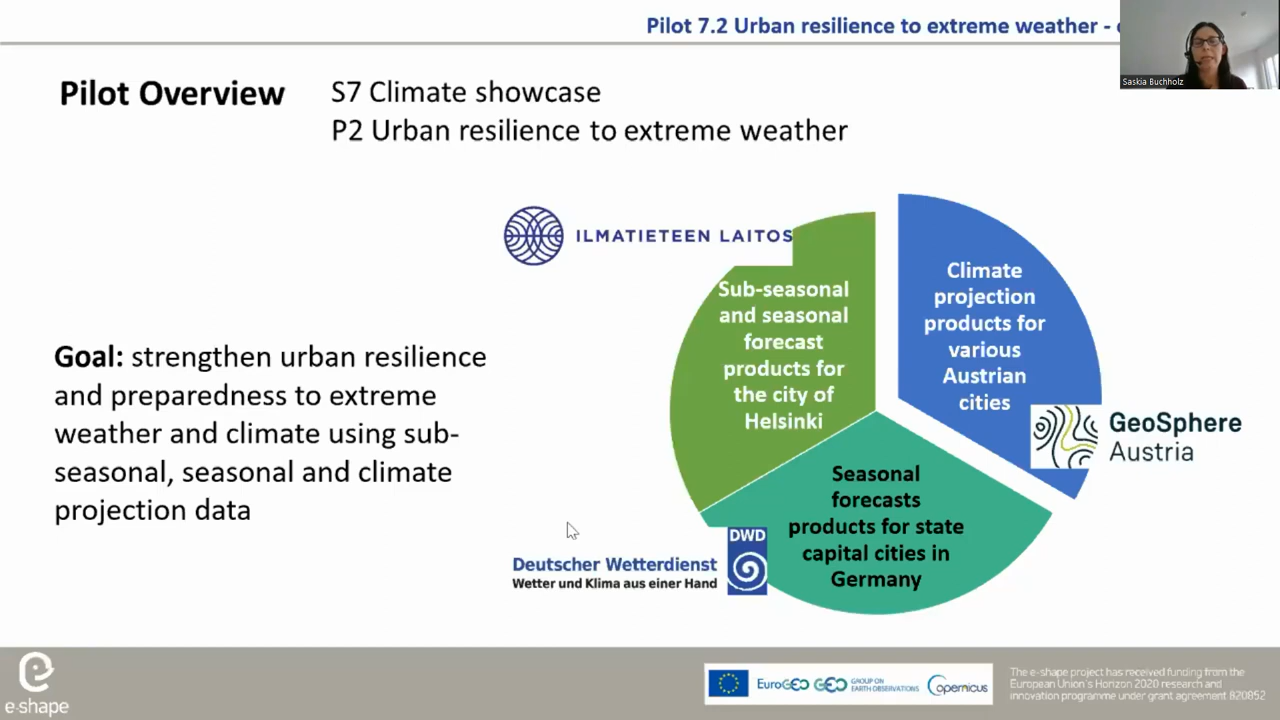 Pilot 7.2 Urban resilience to extreme weather -
Saskia Buchholz
Pilot Overview
S7 Climate showcase
P2 Urban resilience to extreme weather
ILMATIETEEN LAITOS
Sub-seasonal
and seasonal
forecast
products for
the city of
Helsinki
Climate
projection
products for
various
Austrian
cities
GeoSphere
Austria
Goal: strengthen urban resilience
and preparedness to extreme
weather and climate using sub-
seasonal, seasonal and climate
projection data
Seasonal
forecasts
products for state
capital cities in
Germany
DWD
Deutscher Wetterdienst
Wetter und Klima aus einer Hand
e-shape
EuroGEO
GEO
GROUP ON
EARTH OBSERVATIONS
Copernicus
The e-shape project has received funding from the
European Union's Horizon 2020 research and
innovation programme under grant agreement 820852